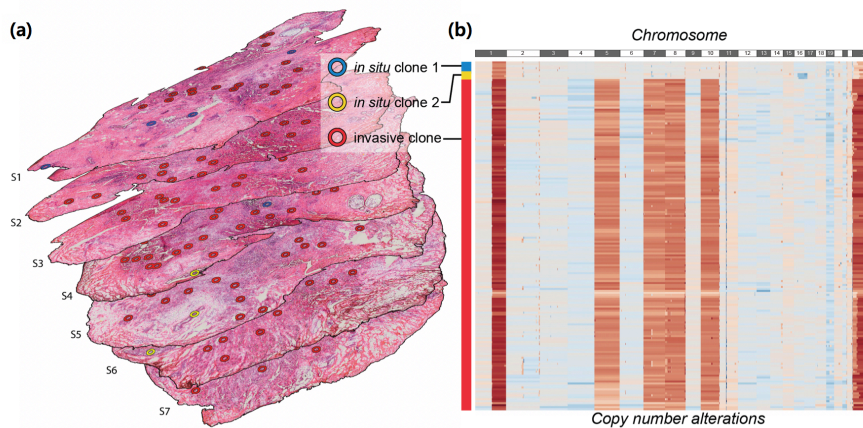 (a)
in situ clone 1
in situ clone 2
invasive clone
S1
S2
S3
S4
S5
S6
S7
(b)
Chromosome
1 2 3 4 5 6 7 8 9 10 11 12 13 14 15 16 17 18 19
Copy number alterations